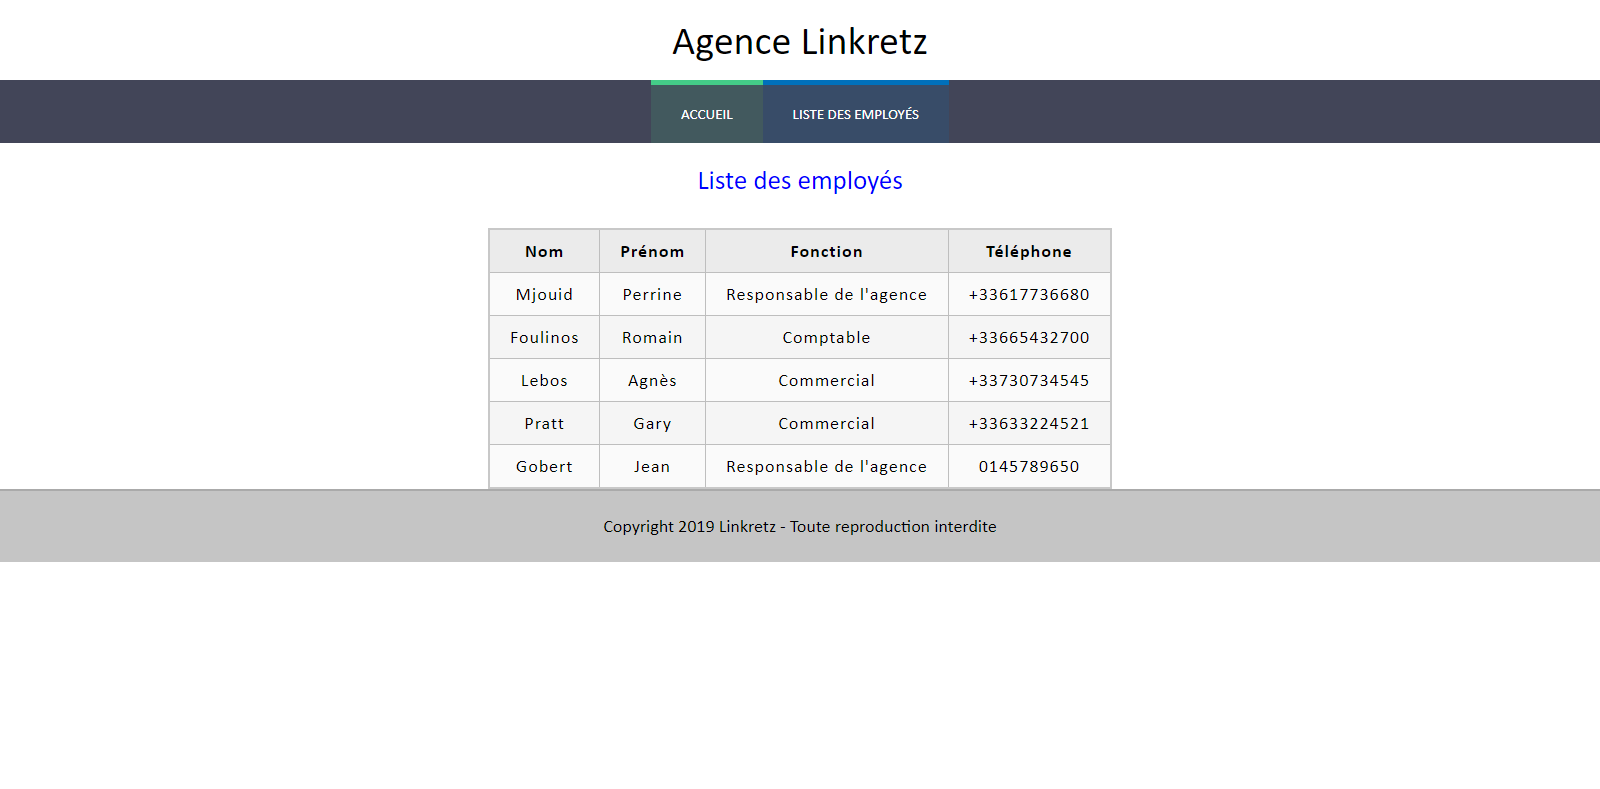 Agence Linkretz
ACCUEIL LISTE DES EMPLOYÉS
Liste des employés
Nom Prénom Fonction Téléphone
Mjouid Perrine Responsable de l'agence +33617736680
Foulinos Romain Comptable +33665432700
Lebos Agnès Commercial +33730734545
Pratt Gary Commercial +33633224521
Gobert Jean Responsable de l'agence 0145789650
Copyright 2019 Linkretz - Toute reproduction interdite